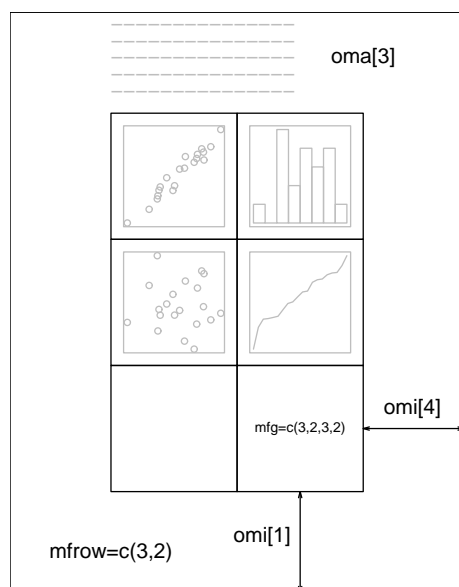 oma[3]
mfg=c(3,2,3,2)
omi[4]
omi[1]
mfrow=c(3,2)